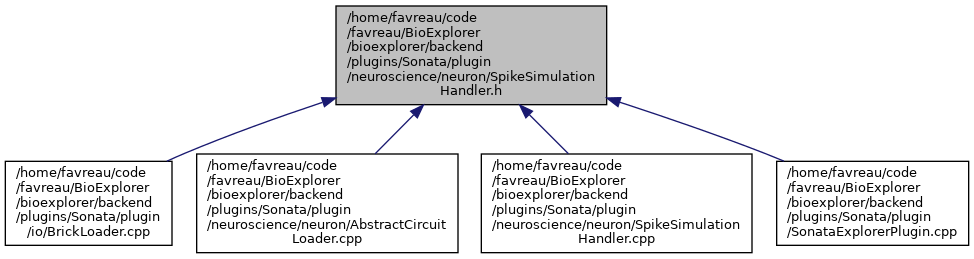 /home/favreau/code
/favreau/BioExplorer
/bioexplorer/backend
/plugins/Sonata/plugin
/neuroscience/neuron/SpikeSimulation
Handler.h
/home/favreau/code
/favreau/BioExplorer
/bioexplorer/backend
/plugins/Sonata/plugin
/io/BrickLoader.cpp
/home/favreau/code
/favreau/BioExplorer
/bioexplorer/backend
/plugins/Sonata/plugin
/neuroscience/neuron/AbstractCircuit
Loader.cpp
/home/favreau/code
/favreau/BioExplorer
/bioexplorer/backend
/plugins/Sonata/plugin
/neuroscience/neuron/SpikeSimulation
Handler.cpp
/home/favreau/code
/favreau/BioExplorer
/bioexplorer/backend
/plugins/Sonata/plugin
/SonataExplorerPlugin.cpp